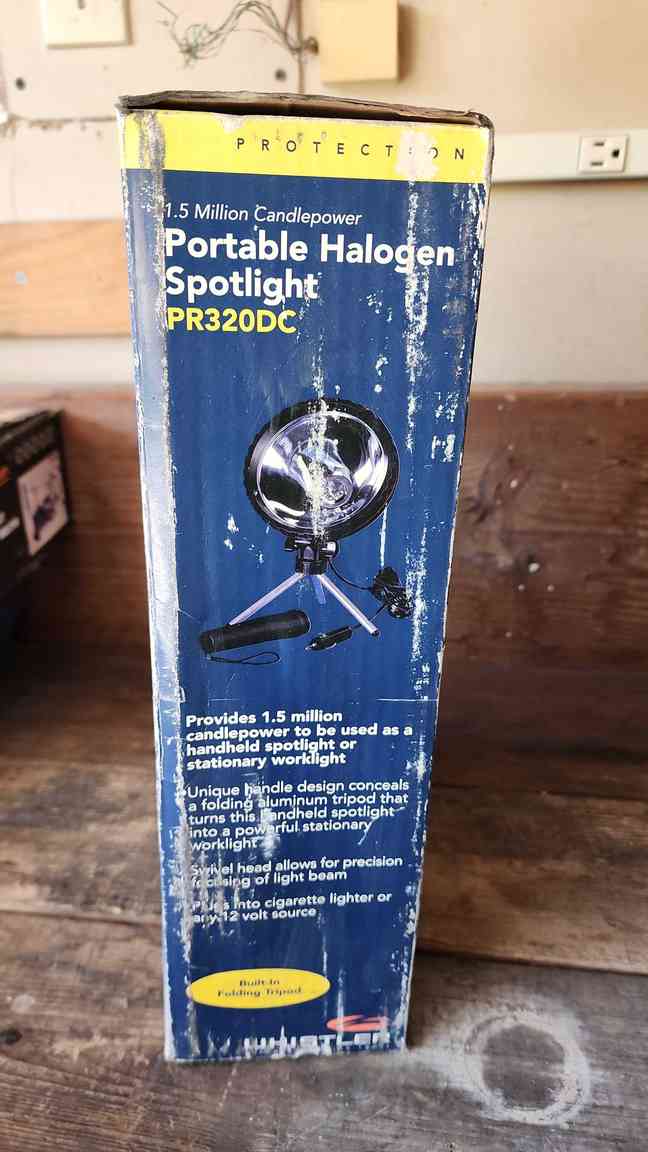 PROTECTION
1.5 Million Candlepower
Portable Halogen
Spotlight
PR320DC
Provides 1.5 million
candlepower to be used as a
handheld spotlight or
stationary worklight
Unique handle design conceals
a folding aluminum tripod that
turns this handheld spotlight
into a powerful stationary
worklight
Swivel head allows for precision
focusing of light beam
Plugs into cigarette lighter or
any 12 volt source
Built-In
Folding Tripod
WHISTLER